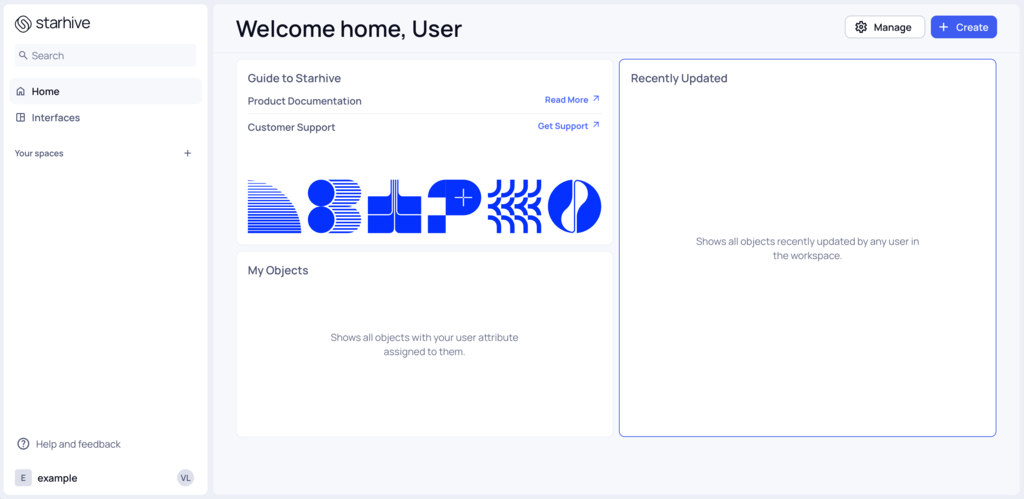 starhive
Search
Home
Interfaces
Your spaces
Help and feedback
E example VL
Welcome home, User
Manage
Create
Guide to Starhive
Product Documentation Read More
Customer Support Get Support
My Objects
Shows all objects with your user attribute
assigned to them.
Recently Updated
Shows all objects recently updated by any user in
the workspace.